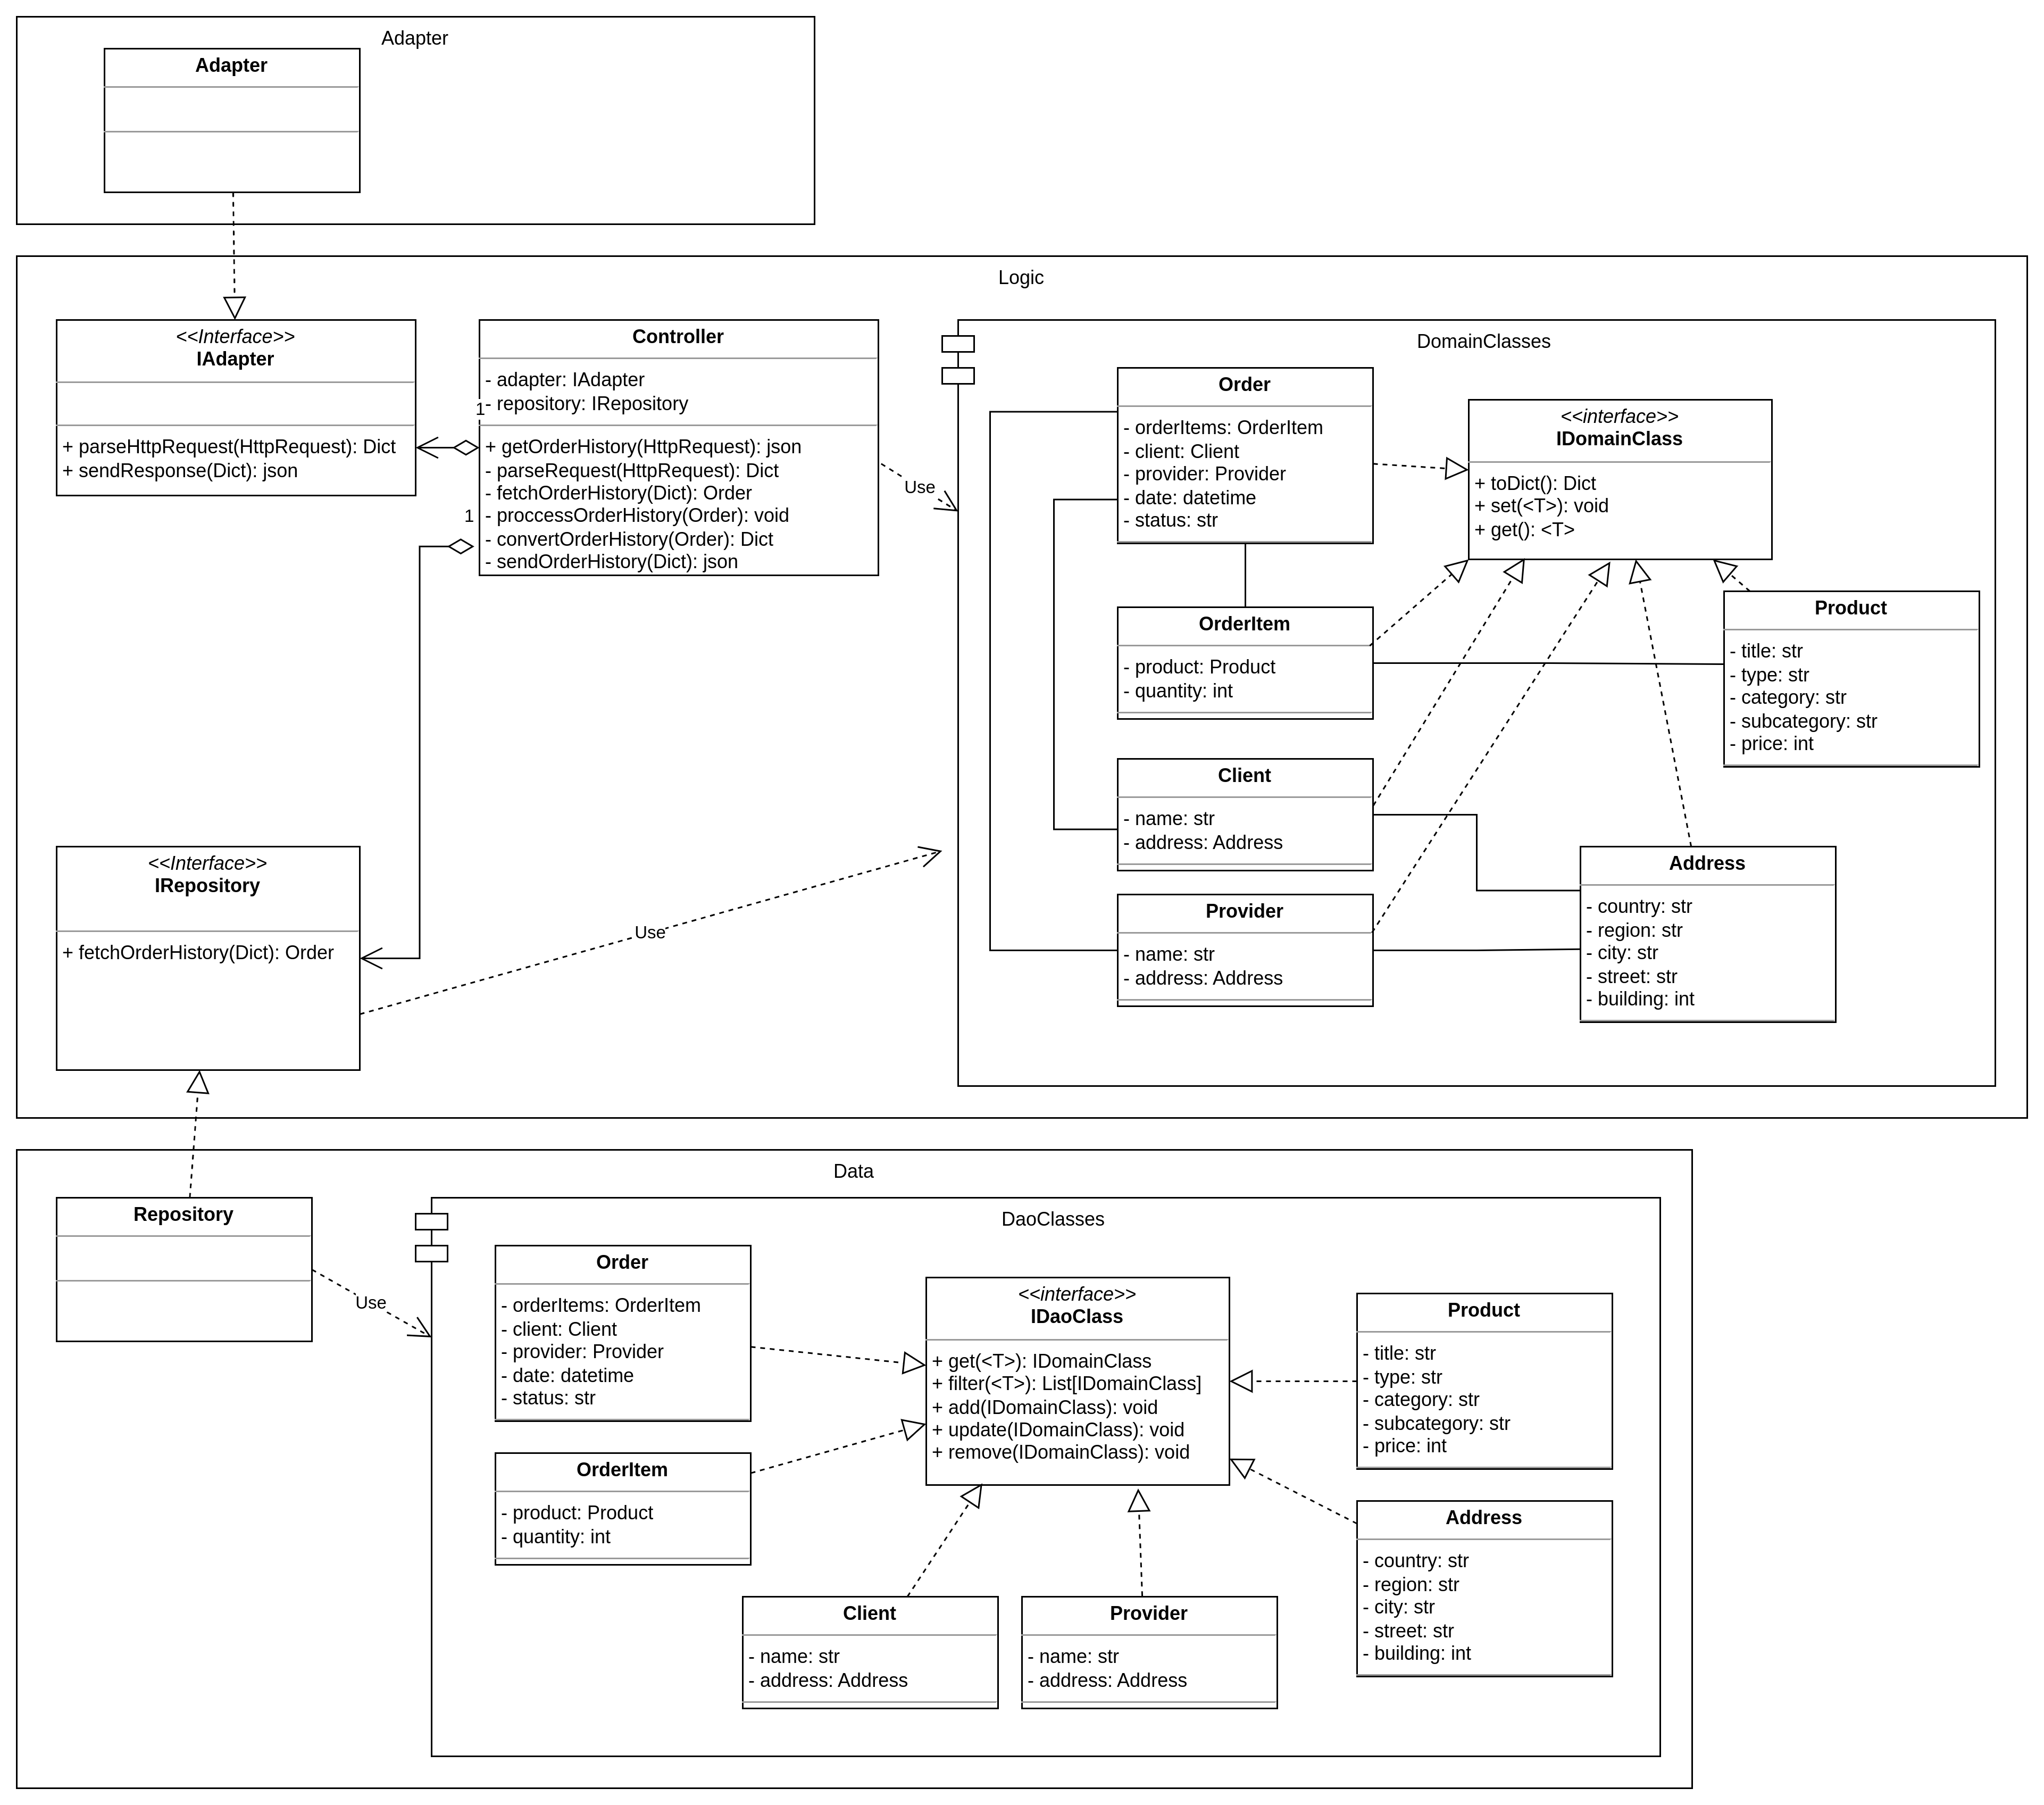 Adapter
Adapter
Logic
<<Interface>>
IAdapter
+ parseHttpRequest(HttpRequest): Dict
+ sendResponse(Dict): json
Controller
- adapter: IAdapter
- repository: IRepository
+ getOrderHistory(HttpRequest): json
- parseRequest(HttpRequest): Dict
- fetchOrderHistory(Dict): Order
- proccessOrderHistory(Order): void
- convertOrderHistory(Order): Dict
- sendOrderHistory(Dict): json
1
1
Use
DomainClasses
Order
- orderItems: OrderItem
- client: Client
- provider: Provider
- date: datetime
- status: str
<<interface>>
IDomainClass
+ toDict(): Dict
+ set(<T>): void
+ get(): <T>
OrderItem
- product: Product
- quantity: int
Product
- title: str
- type: str
- category: str
- subcategory: str
- price: int
Client
- name: str
- address: Address
Provider
- name: str
- address: Address
Address
- country: str
- region: str
- city: str
- street: str
- building: int
<<Interface>>
IRepository
+ fetchOrderHistory(Dict): Order
Use
Data
Repository
Use
DaoClasses
Order
- orderItems: OrderItem
- client: Client
- provider: Provider
- date: datetime
- status: str
<<interface>>
IDaoClass
+ get(<T>): IDomainClass
+ filter(<T>): List[IDomainClass]
+ add(IDomainClass): void
+ update(IDomainClass): void
+ remove(IDomainClass): void
Product
- title: str
- type: str
- category: str
- subcategory: str
- price: int
OrderItem
- product: Product
- quantity: int
Address
- country: str
- region: str
- city: str
- street: str
- building: int
Client
- name: str
- address: Address
Provider
- name: str
- address: Address